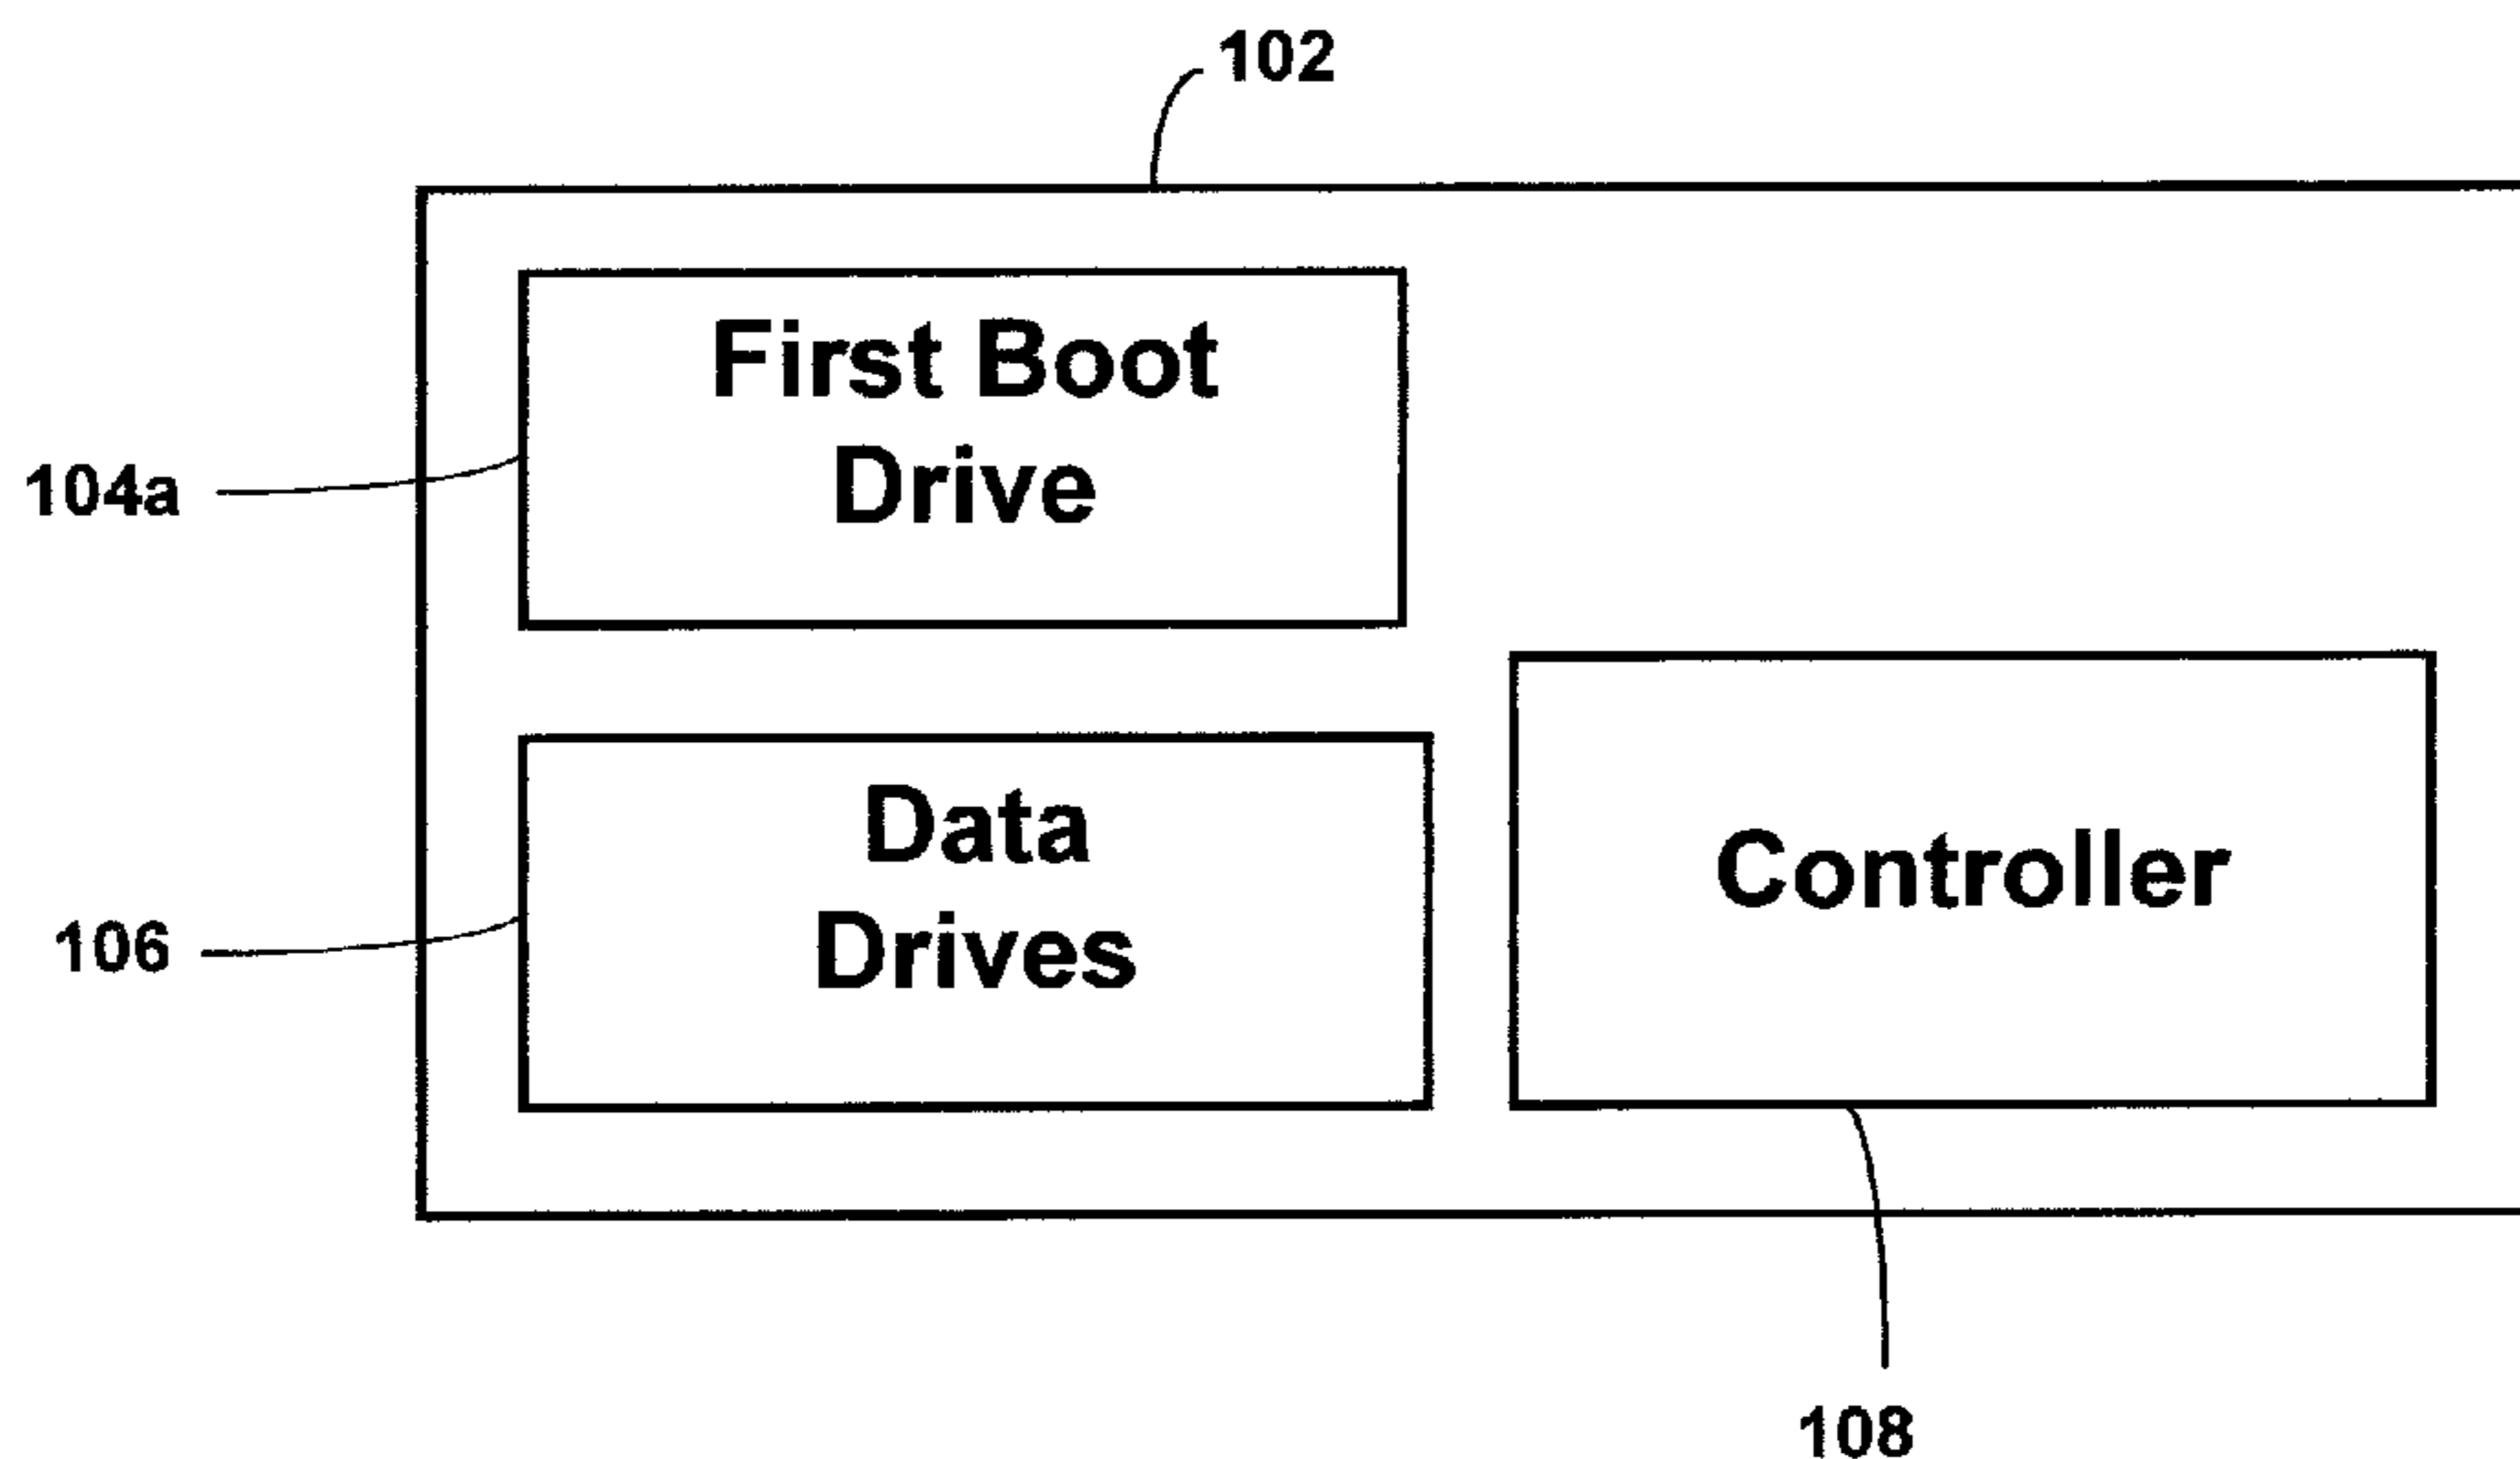 102
First Boot
Drive
104a
Data
Drives
Controller
106
108